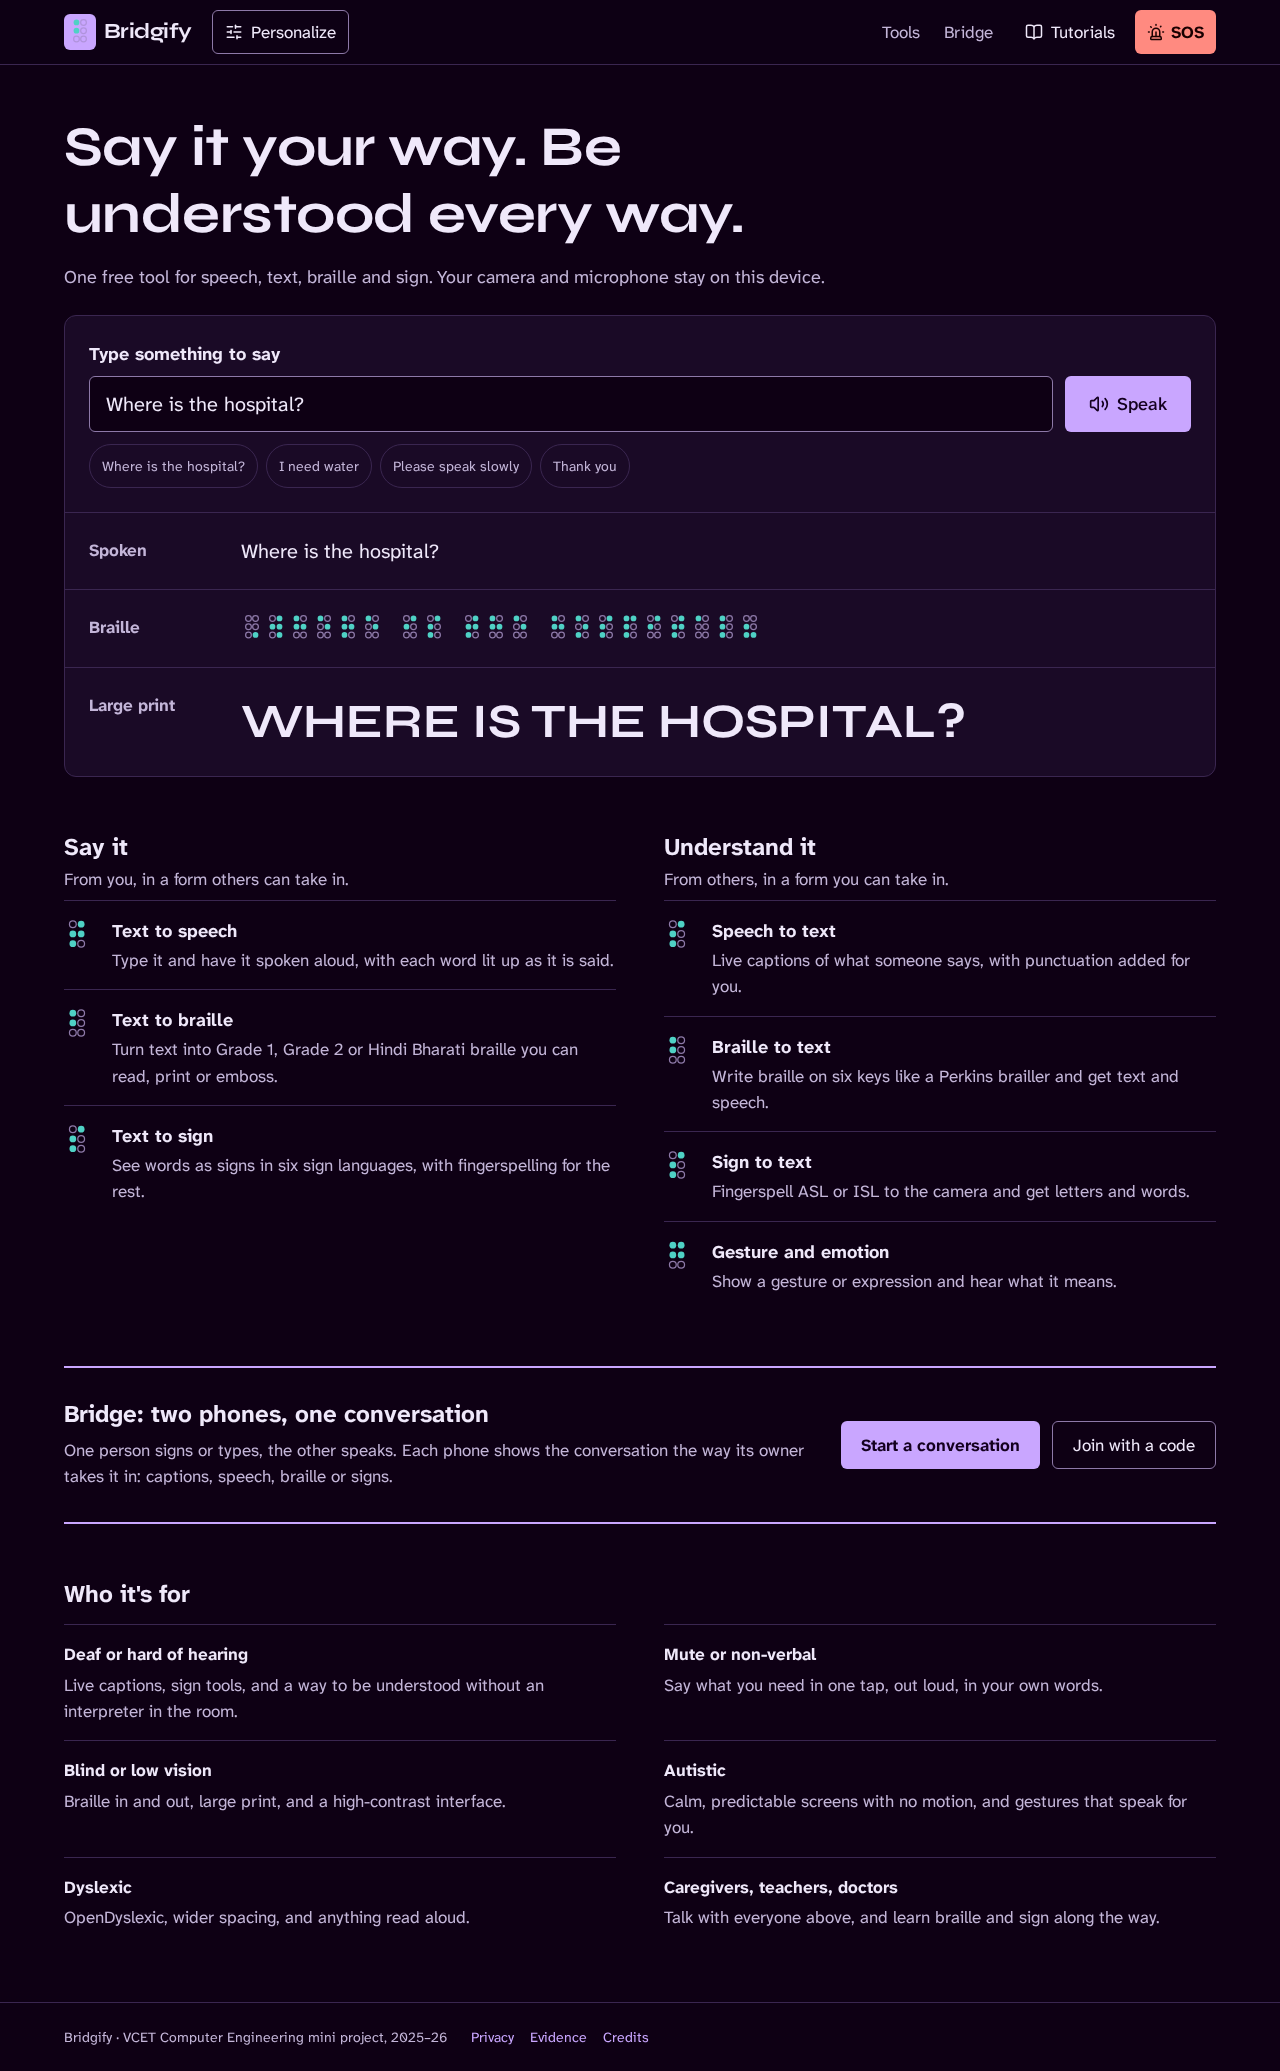 Bridgify
Personalize
Tools
Bridge
Tutorials
SOS
Say it your way. Be
understood every way.
One free tool for speech, text, braille and sign. Your camera and microphone stay on this device.
Type something to say
Where is the hospital?
Speak
Where is the hospital?
I need water
Please speak slowly
Thank you
Spoken
Where is the hospital?
Braille
⠠⠺⠻⠑⠗⠑ ⠊⠎ ⠞⠓⠑ ⠓⠕⠎⠏⠊⠞⠁⠇⠦
Large print
WHERE IS THE HOSPITAL?
Say it
From you, in a form others can take in.
Text to speech
Type it and have it spoken aloud, with each word lit up as it is said.
Text to braille
Turn text into Grade 1, Grade 2 or Hindi Bharati braille you can
read, print or emboss.
Text to sign
See words as signs in six sign languages, with fingerspelling for the
rest.
Understand it
From others, in a form you can take in.
Speech to text
Live captions of what someone says, with punctuation added for
you.
Braille to text
Write braille on six keys like a Perkins brailler and get text and
speech.
Sign to text
Fingerspell ASL or ISL to the camera and get letters and words.
Gesture and emotion
Show a gesture or expression and hear what it means.
Bridge: two phones, one conversation
One person signs or types, the other speaks. Each phone shows the conversation the way its owner
takes it in: captions, speech, braille or signs.
Start a conversation
Join with a code
Who it's for
Deaf or hard of hearing
Live captions, sign tools, and a way to be understood without an
interpreter in the room.
Mute or non-verbal
Say what you need in one tap, out loud, in your own words.
Blind or low vision
Braille in and out, large print, and a high-contrast interface.
Autistic
Calm, predictable screens with no motion, and gestures that speak for
you.
Dyslexic
OpenDyslexic, wider spacing, and anything read aloud.
Caregivers, teachers, doctors
Talk with everyone above, and learn braille and sign along the way.
Bridgify · VCET Computer Engineering mini project, 2025–26
Privacy
Evidence
Credits